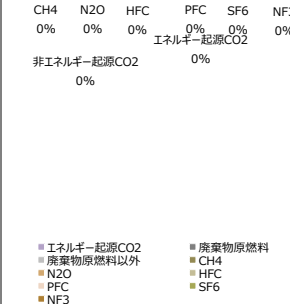 CH4 N2O HFC PFC SF6 NF3
0% 0% 0% 0% 0% 0%
エネルギー起源CO2
0%
非エネルギー起源CO2
0%
エネルギー起源CO2 廃棄物原燃料
廃棄物原燃料以外 CH4
N2O HFC
PFC SF6
NF3